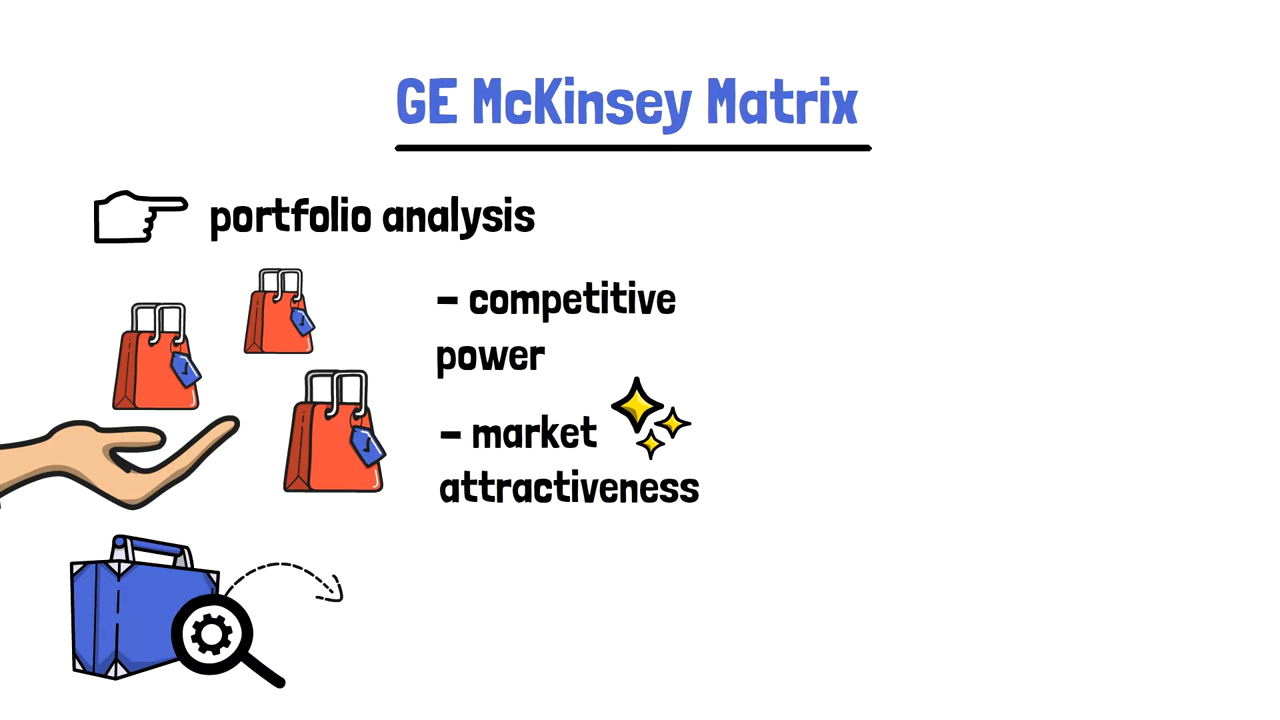 GE McKinsey Matrix
portfolio analysis
– competitive
power
– market
attractiveness